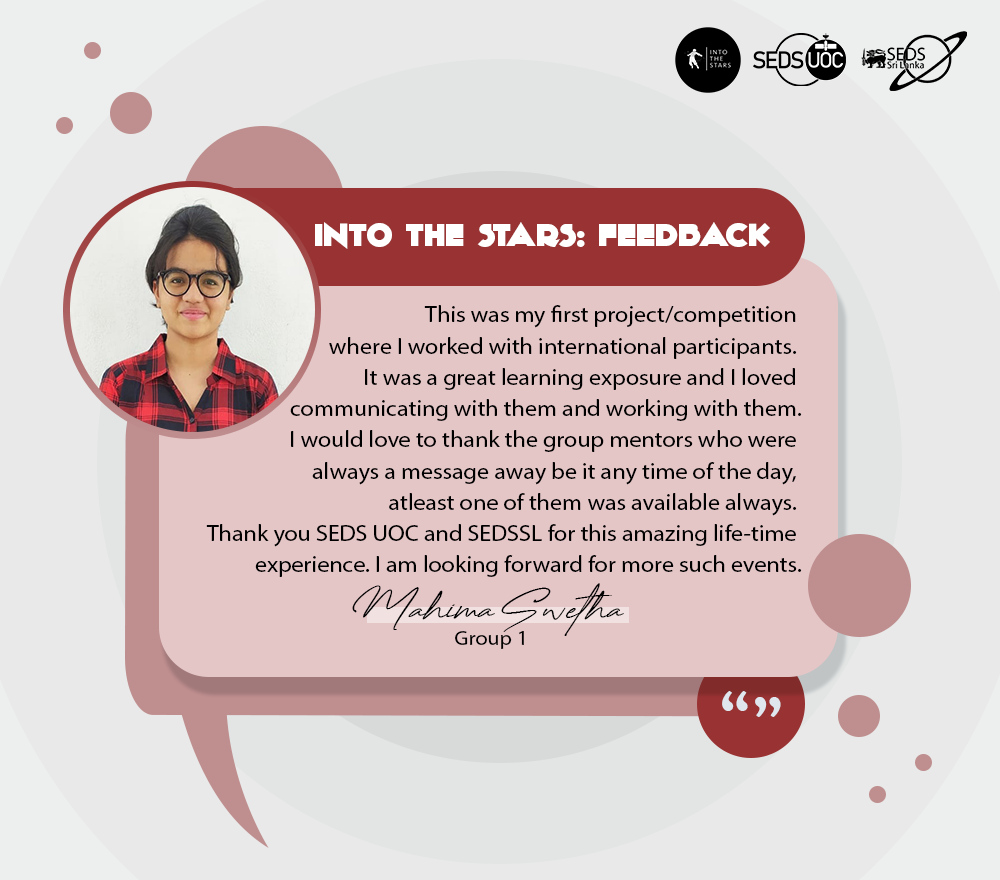 INTO
THE
STARS
SEDS UOC
SEDS
Sri Lanka
INTO THE STARS: FEEDBACK
This was my first project/competition
where I worked with international participants.
It was a great learning exposure and I loved
communicating with them and working with them.
I would love to thank the group mentors who were
always a message away be it any time of the day,
atleast one of them was available always.
Thank you SEDS UOC and SEDSSL for this amazing life-time
experience. I am looking forward for more such events.
Mahima Swetha
Group 1
“”